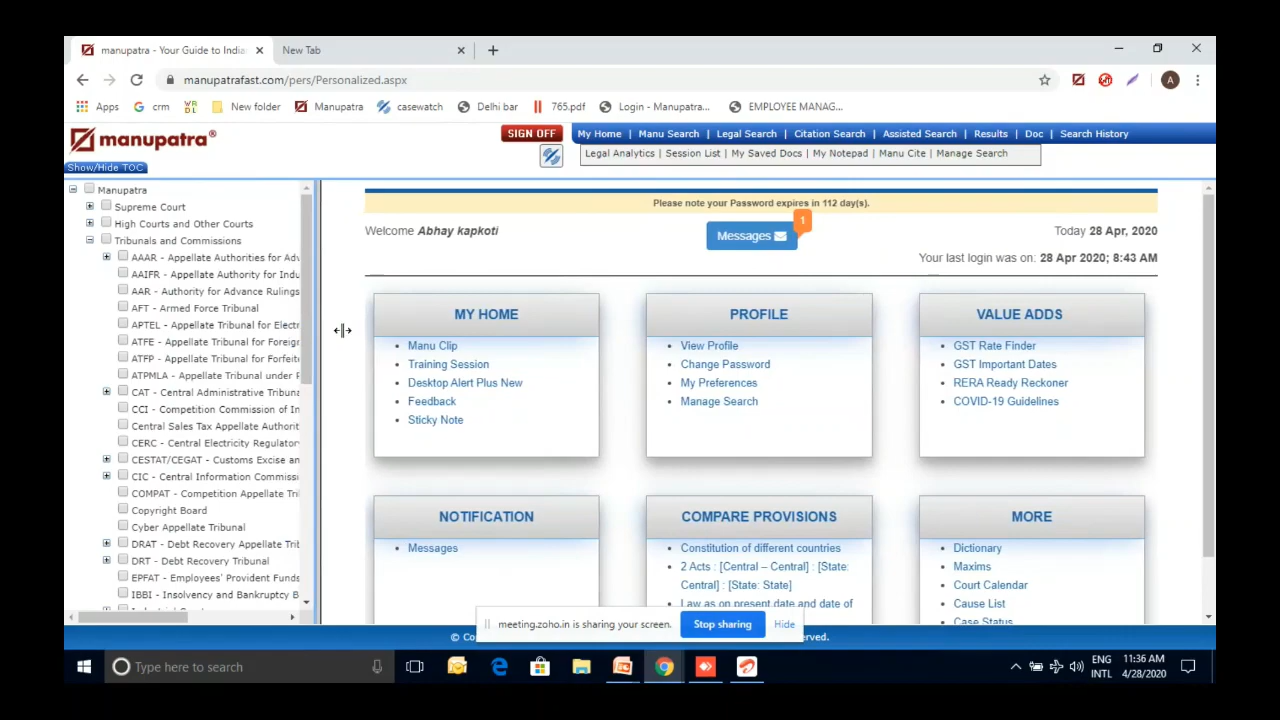 manupatra - Your Guide to India
New Tab
manupatrafast.com/pers/Personalized.aspx
A
Apps
crm
New folder
Manupatra
casewatch
Delhi bar
765.pdf
Login - Manupatra...
EMPLOYEE MANAG...
manupatra®
SIGN OFF
My Home | Manu Search | Legal Search | Citation Search | Assisted Search | Results | Doc | Search History
Legal Analytics | Session List | My Saved Docs | My Notepad | Manu Cite | Manage Search
Show/Hide TOC
Manupatra
Supreme Court
High Courts and Other Courts
Tribunals and Commissions
AAAR - Appellate Authorities for Adv
AAIFR - Appellate Authority for Indu
AAR - Authority for Advance Rulings
AFT - Armed Force Tribunal
APTEL - Appellate Tribunal for Electr
ATFE - Appellate Tribunal for Foreig
ATFP - Appellate Tribunal for Forfeit
ATPMLA - Appellate Tribunal under P
CAT - Central Administrative Tribuna
CCI - Competition Commission of In
Central Sales Tax Appellate Authorit
CERC - Central Electricity Regulator
CESTAT/CEGAT - Customs Excise an
CIC - Central Information Commiss
COMPAT - Competition Appellate Tri
Copyright Board
Cyber Appellate Tribunal
DRAT - Debt Recovery Appellate Trib
DRT - Debt Recovery Tribunal
EPFAT - Employees' Provident Funds
IBBI - Insolvency and Bankruptcy B
Please note your Password expires in 112 day(s).
Welcome Abhay kapkoti
Messages
1
Today 28 Apr, 2020
Your last login was on: 28 Apr 2020; 8:43 AM
MY HOME
Manu Clip
Training Session
Desktop Alert Plus New
Feedback
Sticky Note
PROFILE
View Profile
Change Password
My Preferences
Manage Search
VALUE ADDS
GST Rate Finder
GST Important Dates
RERA Ready Reckoner
COVID-19 Guidelines
NOTIFICATION
Messages
COMPARE PROVISIONS
Constitution of different countries
2 Acts : [Central – Central] : [State:
Central] : [State: State]
Law as on present date and date of
MORE
Dictionary
Maxims
Court Calendar
Cause List
Case Status
meeting.zoho.in is sharing your screen.
Stop sharing
Hide
© Co
rved.
Type here to search
ENG
INTL
11:36 AM
4/28/2020